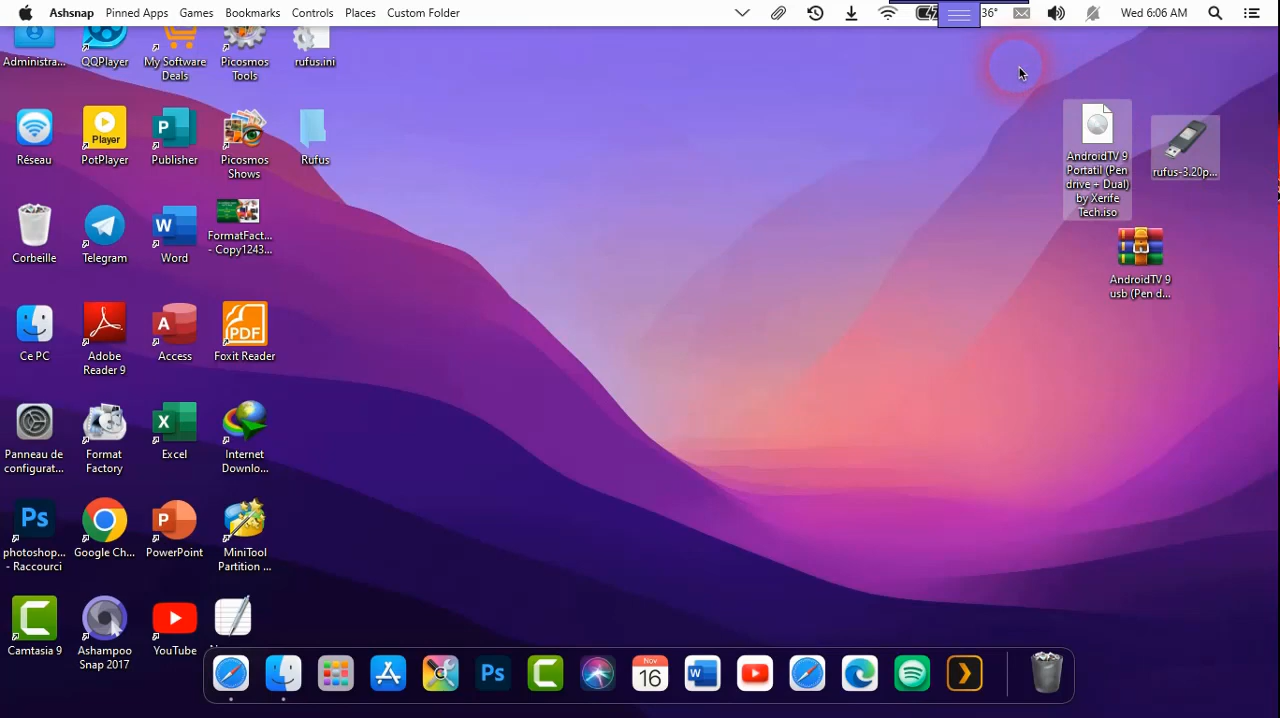 Ashsnap Pinned Apps Games Bookmarks Controls Places Custom Folder
36° Wed 6:06 AM
Administra... QQPlayer My Software
Deals Picosmos
Tools rufus.ini
Réseau Player
PotPlayer Publisher Picosmos
Shows Rufus
Corbeille Telegram Word FormatFact...
- Copy1243...
Ce PC Adobe
Reader 9 Access PDF
Foxit Reader
Panneau de
configurat... Format
Factory Excel Internet
Downlo...
Ps
photoshop...
- Raccourci Google Ch... PowerPoint MiniTool
Partition ...
Camtasia 9 Ashampoo
Snap 2017 YouTube
AndroidTV 9
Portatil (Pen
drive + Dual)
by Xerife
Tech.iso
rufus-3.20p...
AndroidTV 9
usb (Pen d...
Ps
Nov
16